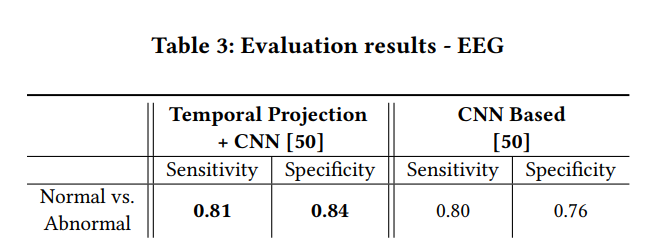 Table 3: Evaluation results - EEG
Temporal Projection CNN Based
+ CNN [50] [50]
Sensitivity Specificity Sensitivity Specificity
Normal vs.
Abnormal 0.81 0.84 0.80 0.76